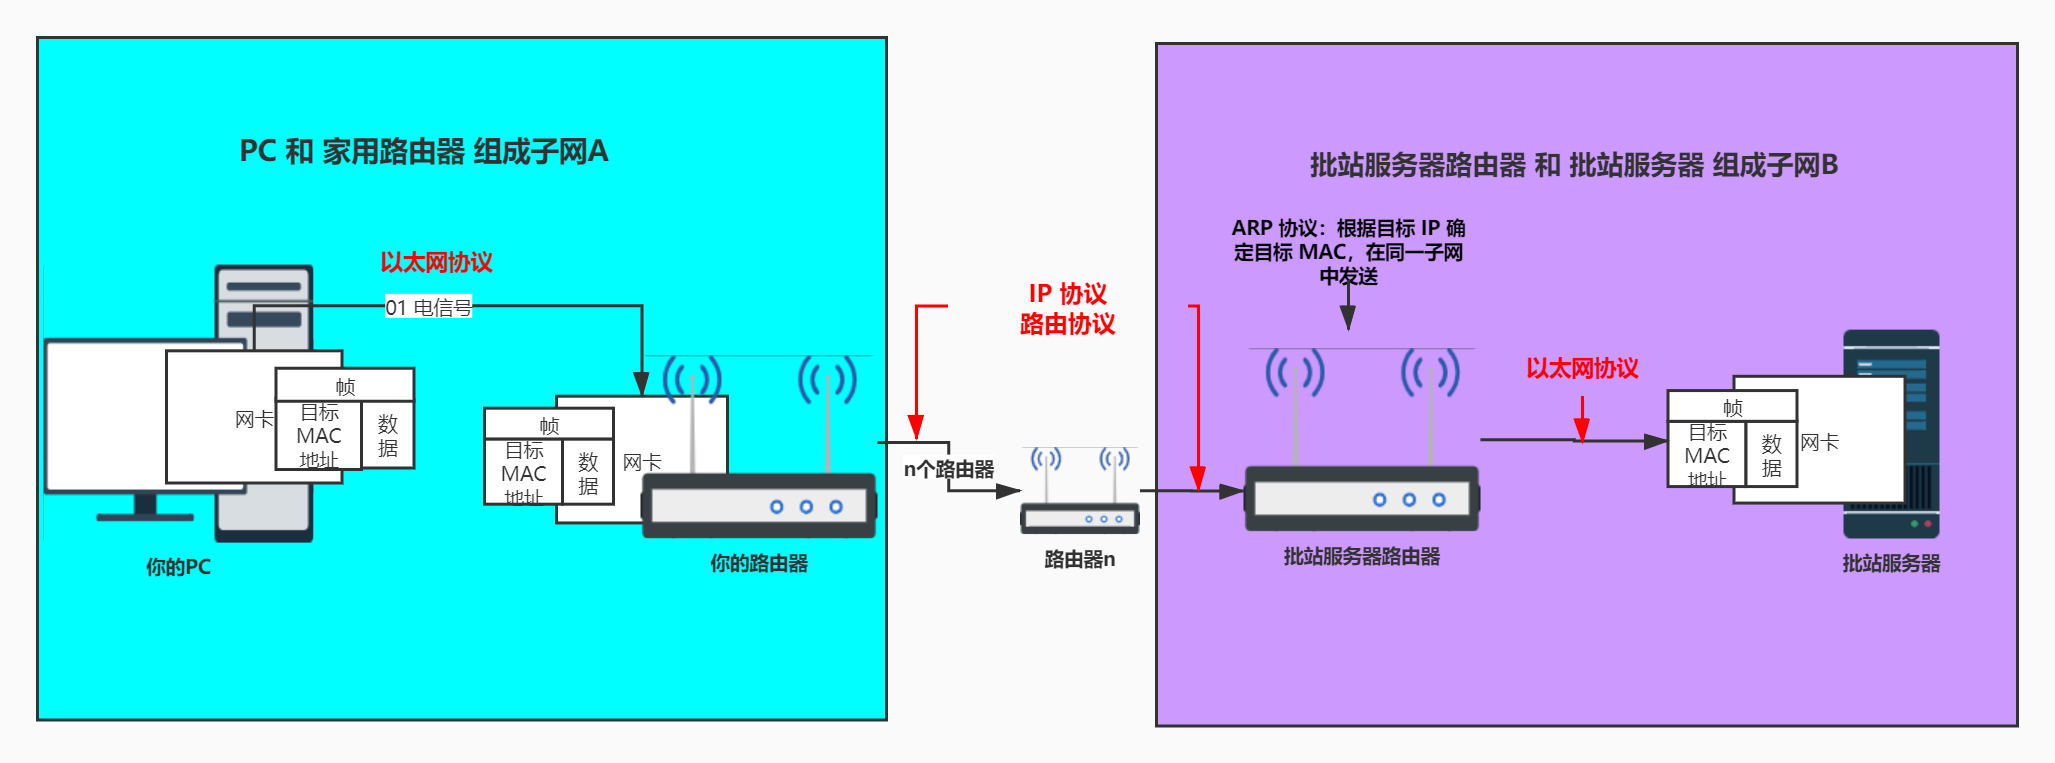 PC 和 家用路由器 组成子网A
以太网协议
01 电信号
网卡
帧
目标
MAC
地址
数
据
你的PC
帧
目标
MAC
地址
数
据
网卡
你的路由器
IP 协议
路由协议
n个路由器
路由器n
批站服务器路由器 和 批站服务器 组成子网B
ARP 协议：根据目标 IP 确
定目标 MAC，在同一子网
中发送
批站服务器路由器
以太网协议
帧
目标
MAC
地址
数
据
网卡
批站服务器